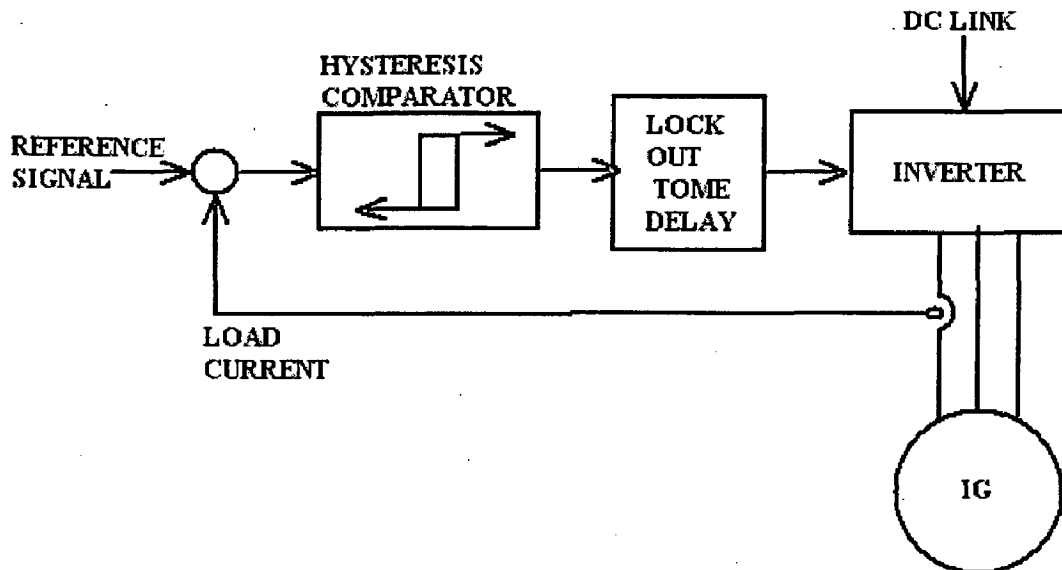 DC LINK
HYSTERESIS
COMPARATOR
REFERENCE
SIGNAL
LOCK
OUT
TOME
DELAY
INVERTER
LOAD
CURRENT
IG